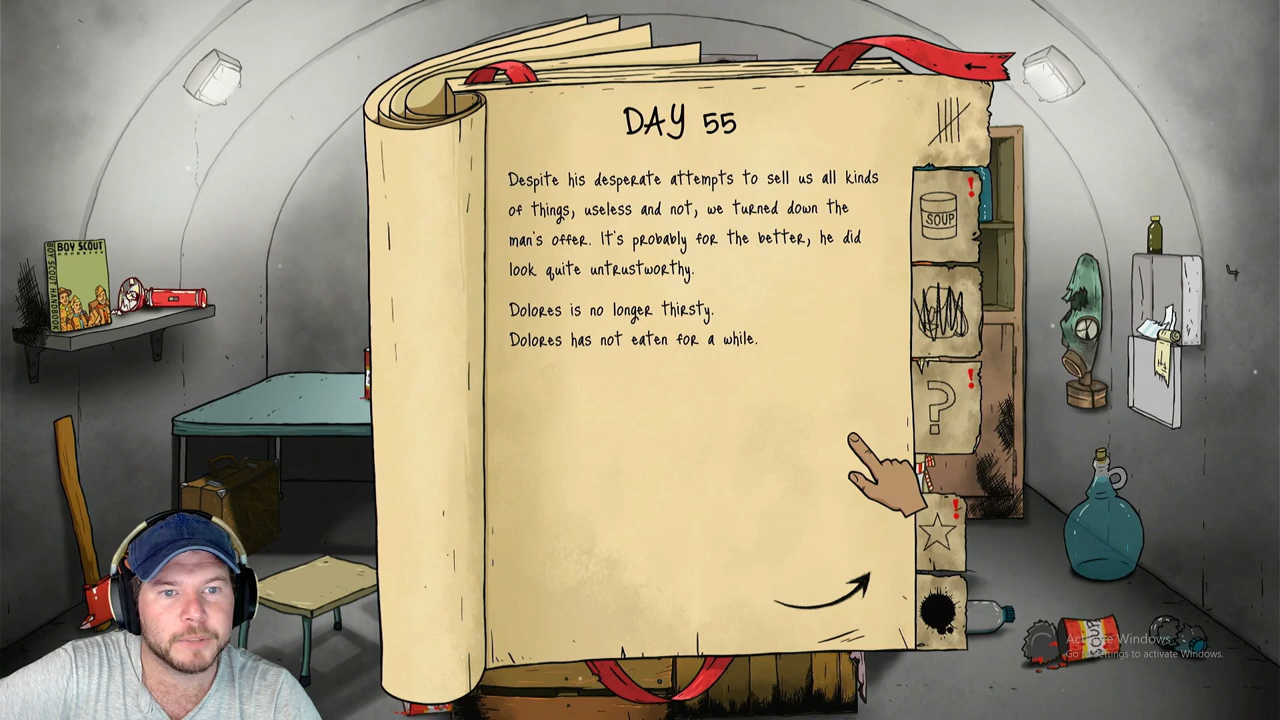 DAY 55
Despite his desperate attempts to sell us all kinds
of things, useless and not, we turned down the
man's offer. It's probably for the better, he did
look quite untrustworthy.
Dolores is no longer thirsty.
Dolores has not eaten for a while.
SOUP
!
!
?
!
BOY SCOUT
BOY SCOUT HANDBOOK
SOUP
Activate Windows
Go to Settings to activate Windows.